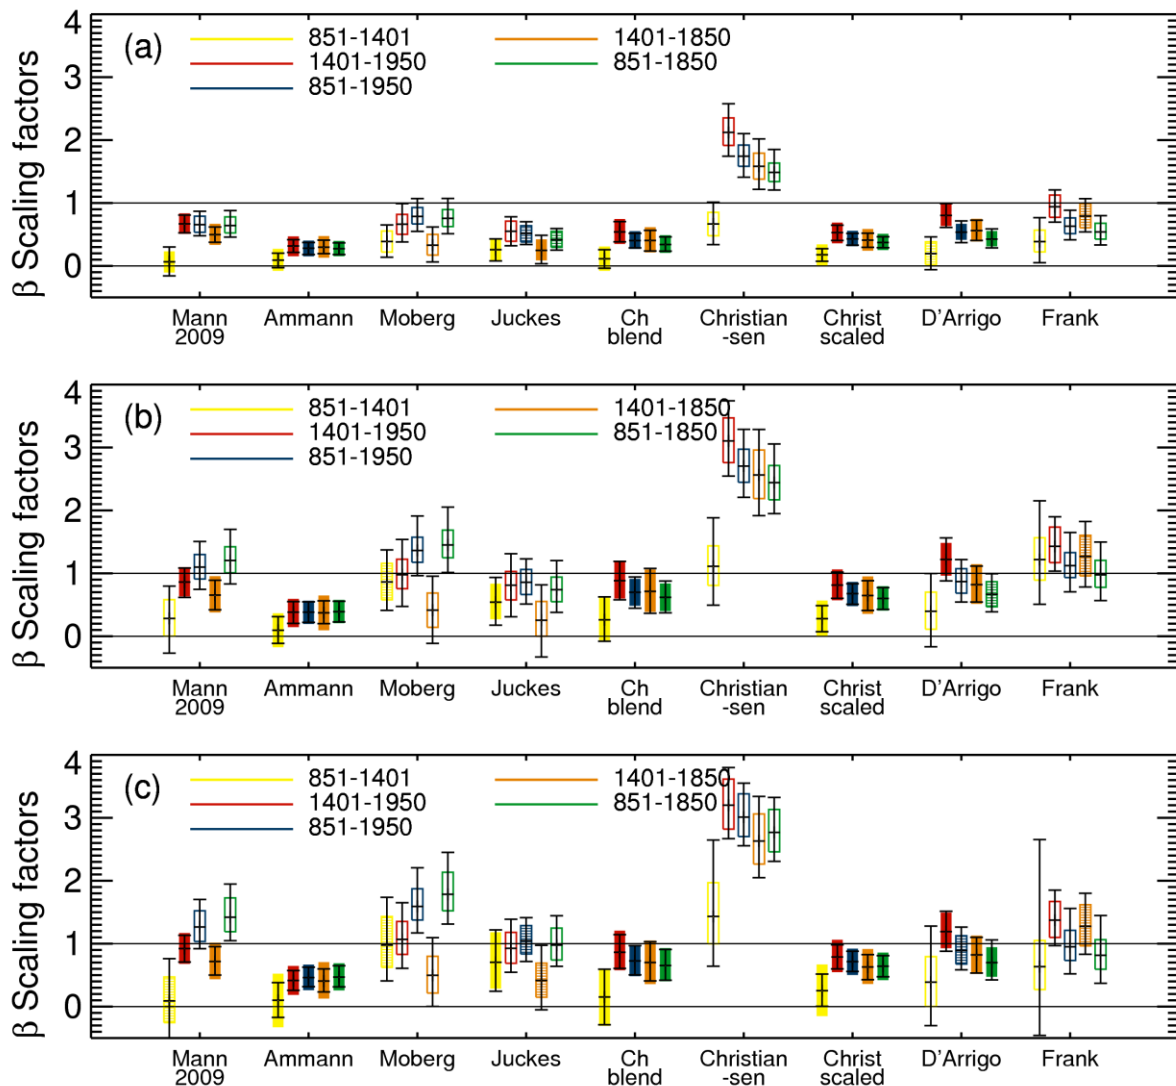 (a)
851-1401
1401-1950
851-1950
1401-1850
851-1850
β Scaling factors
4
3
2
1
0
Mann 2009
Ammann
Moberg
Juckes
Ch blend
Christian -sen
Christ scaled
D'Arrigo
Frank
(b)
851-1401
1401-1950
851-1950
1401-1850
851-1850
β Scaling factors
4
3
2
1
0
Mann 2009
Ammann
Moberg
Juckes
Ch blend
Christian -sen
Christ scaled
D'Arrigo
Frank
(c)
851-1401
1401-1950
851-1950
1401-1850
851-1850
β Scaling factors
4
3
2
1
0
Mann 2009
Ammann
Moberg
Juckes
Ch blend
Christian -sen
Christ scaled
D'Arrigo
Frank